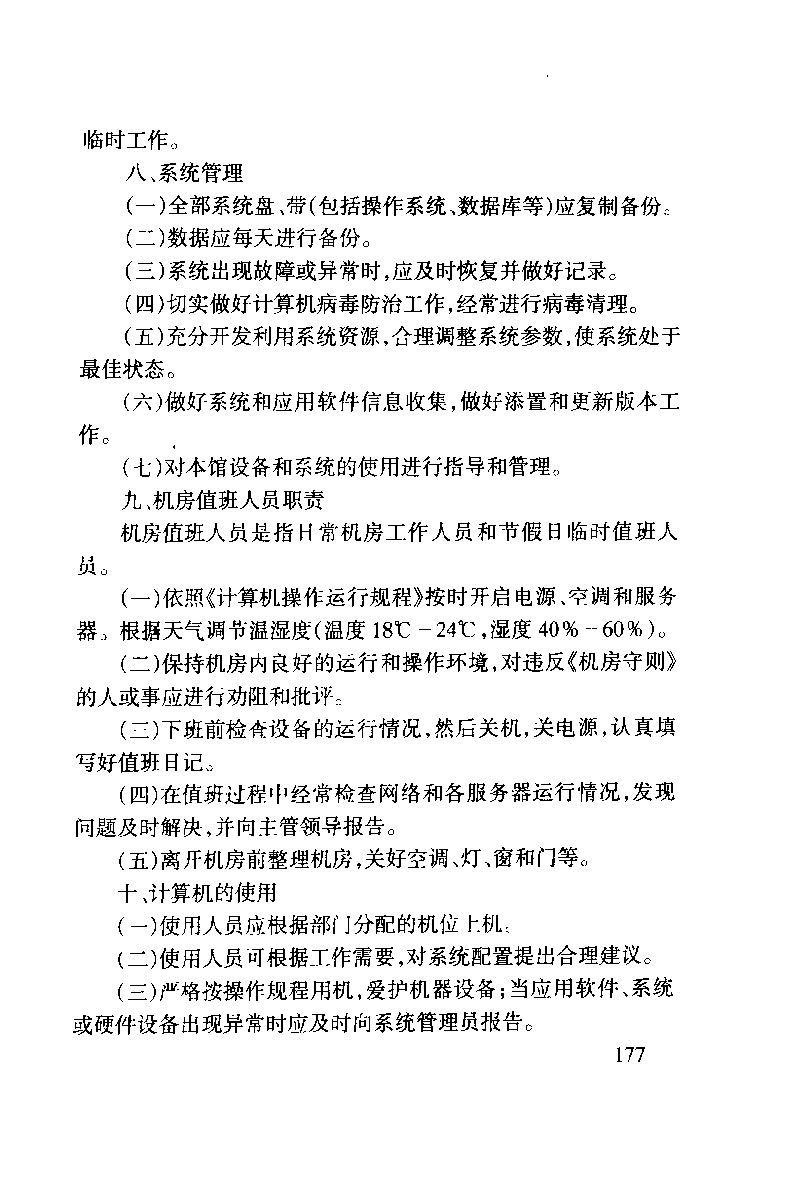 临时工作。
八、系统管理
(一)全部系统盘、带(包括操作系统、数据库等)应复制备份。
(二)数据应每天进行备份。
(三)系统出现故障或异常时,应及时恢复并做好记录。
(四)切实做好计算机病毒防治工作,经常进行病毒清理。
(五)充分开发利用系统资源,合理调整系统参数,使系统处于
最佳状态。
(六)做好系统和应用软件信息收集,做好添置和更新版本工
作。
(七)对本馆设备和系统的使用进行指导和管理。
九、机房值班人员职责
机房值班人员是指日常机房工作人员和节假日临时值班人
员。
(一)依照《计算机操作运行规程》按时开启电源、空调和服务
器。根据天气调节温湿度(温度 18℃－24℃,湿度 40%－60%)。
(二)保持机房内良好的运行和操作环境,对违反《机房守则》
的人或事应进行劝阻和批评。
(三)下班前检查设备的运行情况,然后关机,关电源,认真填
写好值班日记。
(四)在值班过程中经常检查网络和各服务器运行情况,发现
问题及时解决,并向主管领导报告。
(五)离开机房前整理机房,关好空调、灯、窗和门等。
十、计算机的使用
(一)使用人员应根据部门分配的机位上机。
(二)使用人员可根据工作需要,对系统配置提出合理建议。
(三)严格按操作规程用机,爱护机器设备;当应用软件、系统
或硬件设备出现异常时应及时向系统管理员报告。
177